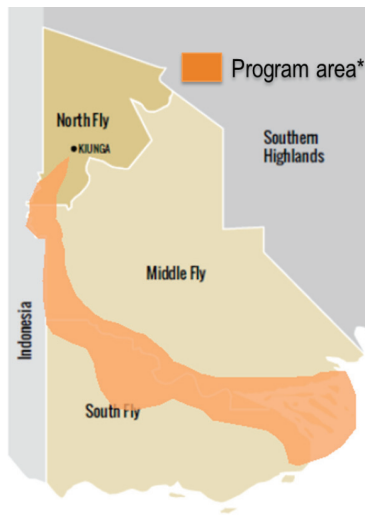 Program area*
North Fly
KIUNGA
Southern
Highlands
Middle Fly
Indonesia
South Fly